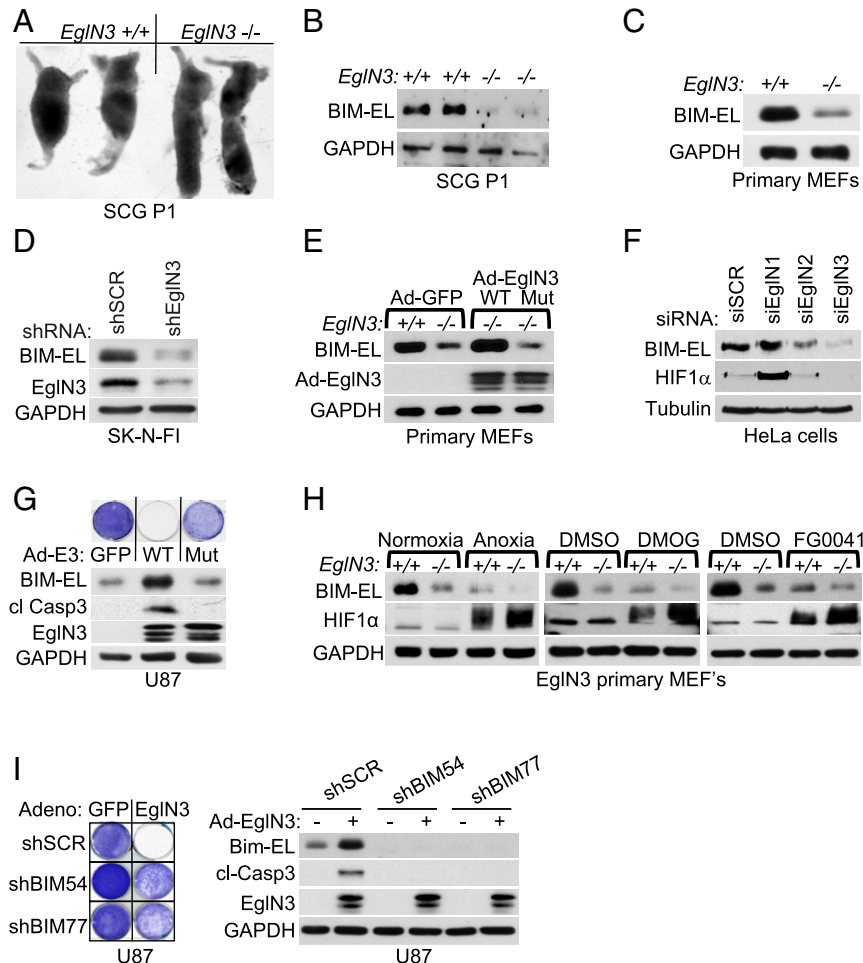 A
EglN3 +/+ EglN3 -/-
SCG P1
B
EglN3: +/+ +/+ -/- -/-
BIM-EL
GAPDH
SCG P1
C
EglN3: +/+ -/-
BIM-EL
GAPDH
Primary MEFs
D
shRNA: shSCR shEglN3
BIM-EL
EglN3
GAPDH
SK-N-FI
E
Ad-EglN3
Ad-GFP WT Mut
EglN3: +/+ -/- -/- -/-
BIM-EL
Ad-EglN3
GAPDH
Primary MEFs
F
siRNA: siSCR siEglN1 siEglN2 siEglN3
BIM-EL
HIF1α
Tubulin
HeLa cells
G
Ad-E3: GFP WT Mut
BIM-EL
cl Casp3
EglN3
GAPDH
U87
H
Normoxia Anoxia DMSO DMOG DMSO FG0041
EglN3: +/+ -/- +/+ -/- +/+ -/- +/+ -/- +/+ -/- +/+ -/-
BIM-EL
HIF1α
GAPDH
EglN3 primary MEF's
I
Adeno: GFP EglN3
shSCR
shBIM54
shBIM77
U87
shSCR shBIM54 shBIM77
Ad-EglN3: - + - + - +
Bim-EL
cl-Casp3
EglN3
GAPDH
U87